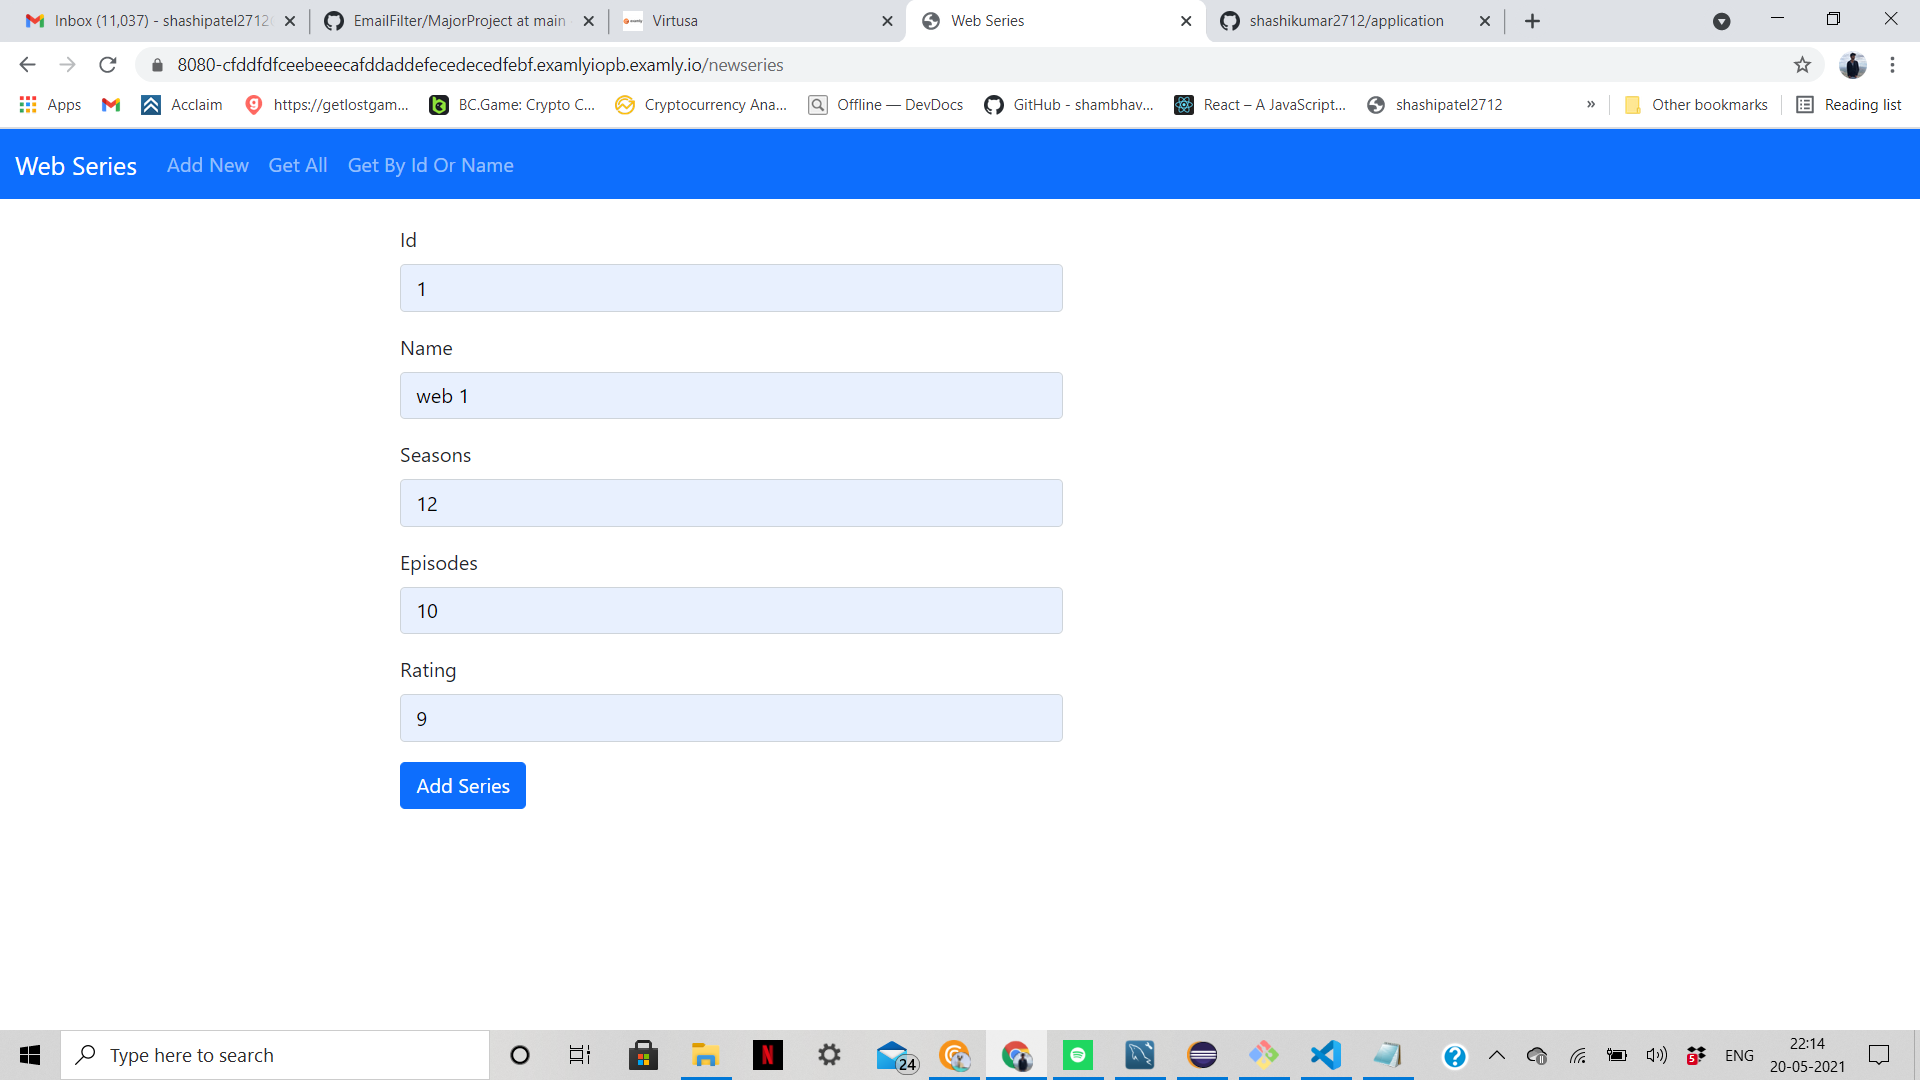 Inbox (11,037) - shashipatel2712
EmailFilter/MajorProject at main
Virtusa
Web Series
shashikumar2712/application
8080-cfddfdfceebeeecafddaddefecedecedfebf.examlyiopb.examly.io/newseries
Apps
Acclaim
https://getlostgam...
BC.Game: Crypto C...
Cryptocurrency Ana...
Offline — DevDocs
GitHub - shambhav...
React – A JavaScript...
shashipatel2712
»
Other bookmarks
Reading list
Web Series Add New Get All Get By Id Or Name
Id
1
Name
web 1
Seasons
12
Episodes
10
Rating
9
Add Series
Type here to search
24
5
ENG
22:14
20-05-2021